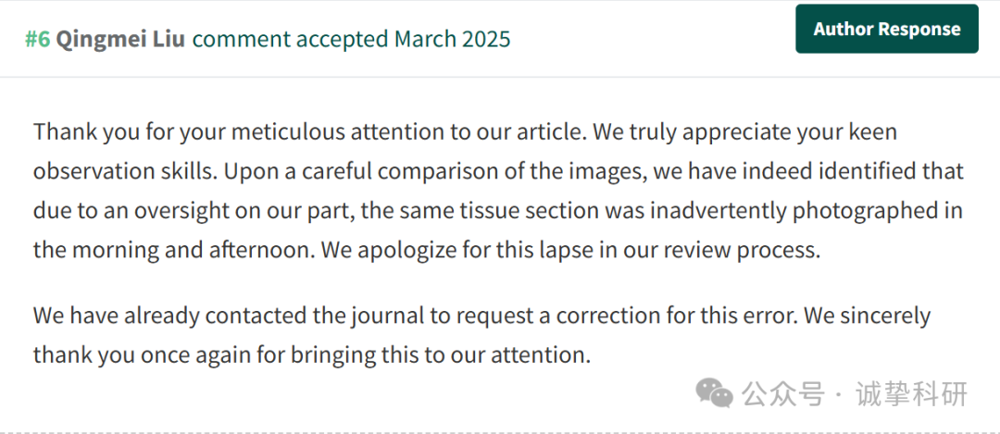 #6 Qingmei Liu comment accepted March 2025
Author Response
Thank you for your meticulous attention to our article. We truly appreciate your keen
observation skills. Upon a careful comparison of the images, we have indeed identified that
due to an oversight on our part, the same tissue section was inadvertently photographed in
the morning and afternoon. We apologize for this lapse in our review process.
We have already contacted the journal to request a correction for this error. We sincerely
thank you once again for bringing this to our attention.
公众号 · 诚挚科研